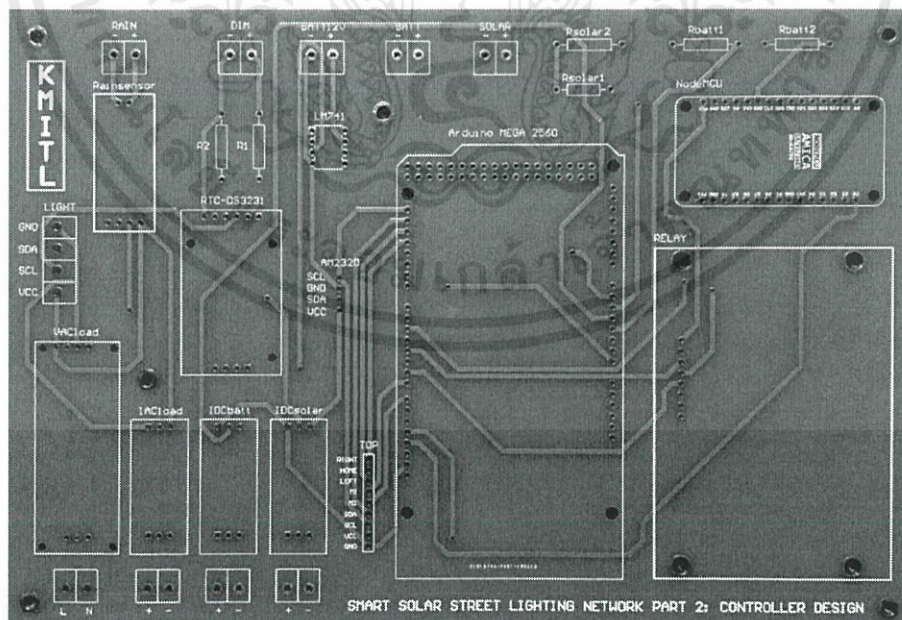 RAIN
- +
DIM
- +
BATT12V
- +
BATT
- +
SOLAR
- +
Rsolar2
Rbatt1
Rbatt2
KMITL
Rainsensor
Rsolar1
NodeMCU
LM741
Arduino MEGA 2560
R2
R1
AMICA
LIGHT
GND
SDA
SCL
VCC
RTC-DS3231
RELAY
AM2320
SCL
GND
SDA
VCC
VACload
IACload
IDCbatt
IDCsolar
TOP
RIGHT
HOME
LEFT
SDA
SCL
VCC
GND
L N
+ -
+ -
+ -
SMART SOLAR STREET LIGHTING NETWORK PART 2: CONTROLLER DESIGN